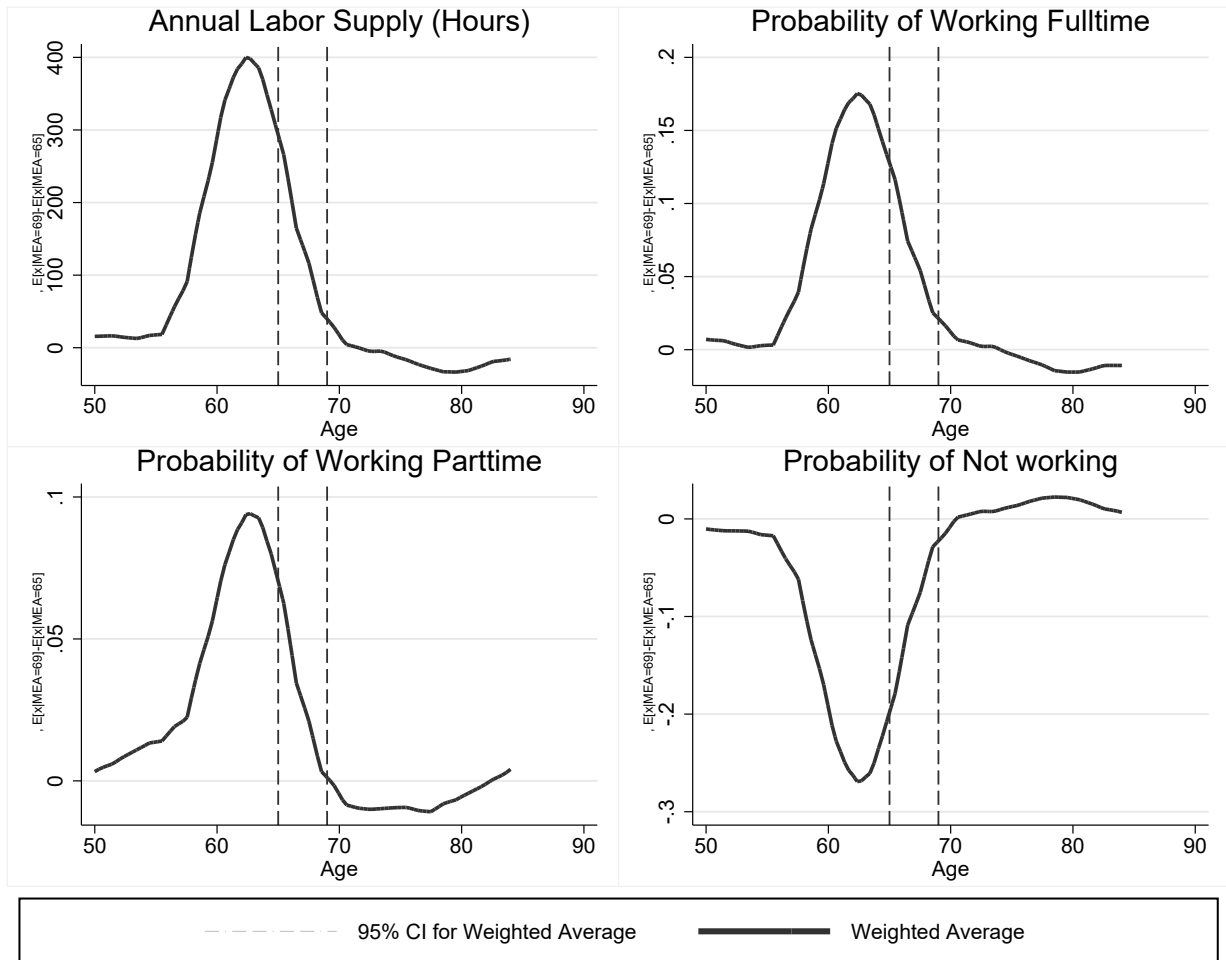 Annual Labor Supply (Hours)
, E[x|MEA=69]-E[x|MEA=65]
400
300
200
100
0
50 60 70 80 90
Age
Probability of Working Fulltime
, E[x|MEA=69]-E[x|MEA=65]
.2
.15
.1
.05
0
50 60 70 80 90
Age
Probability of Working Parttime
, E[x|MEA=69]-E[x|MEA=65]
.1
.05
0
50 60 70 80 90
Age
Probability of Not working
, E[x|MEA=69]-E[x|MEA=65]
0
-.1
-.2
-.3
50 60 70 80 90
Age
95% CI for Weighted Average Weighted Average